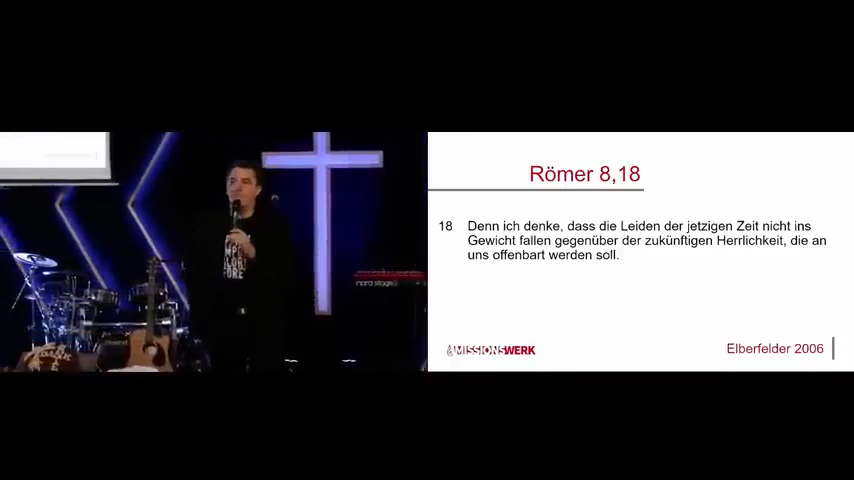 Römer 8,18
18 Denn ich denke, dass die Leiden der jetzigen Zeit nicht ins
Gewicht fallen gegenüber der zukünftigen Herrlichkeit, die an
uns offenbart werden soll.
MISSIONSWERK
Elberfelder 2006
nord stage